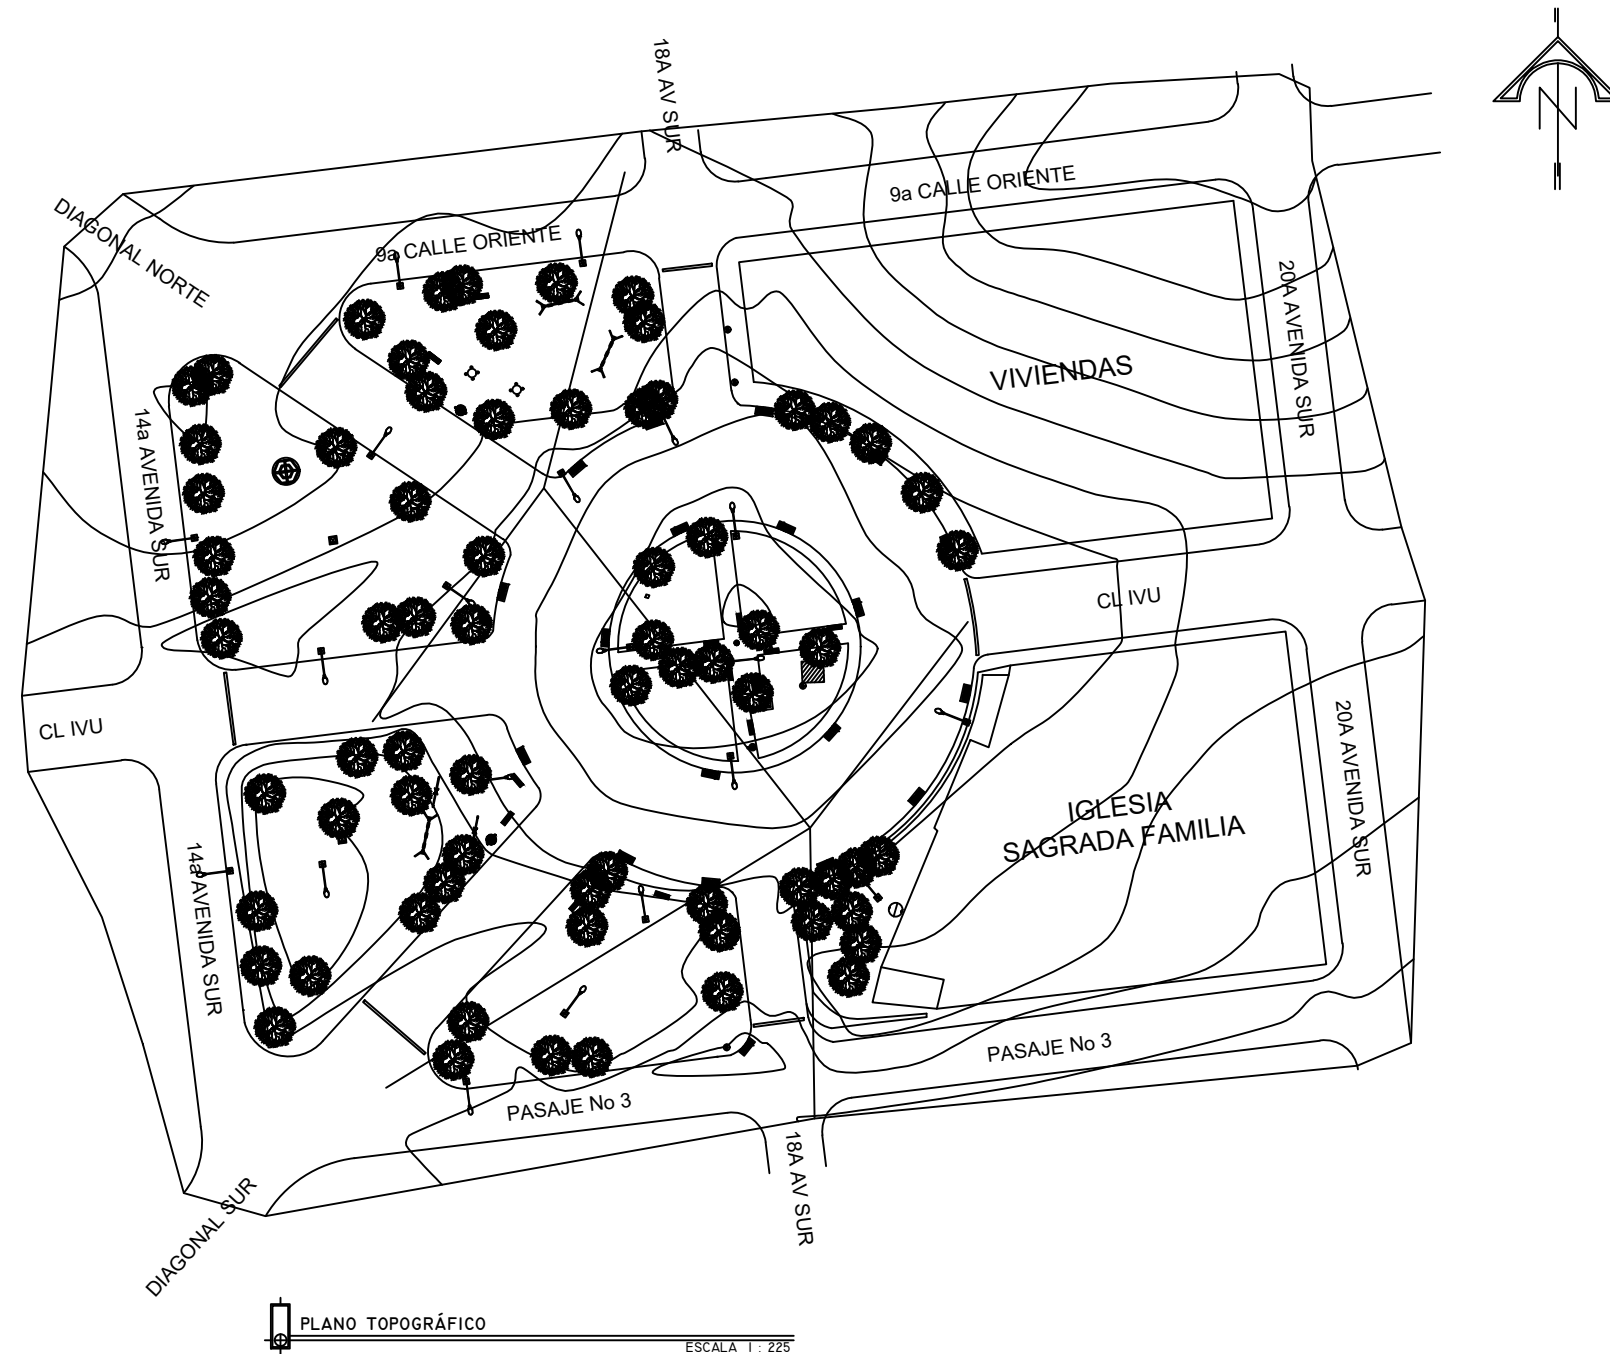 18A AV SUR
N
9a CALLE ORIENTE
DIAGONAL NORTE
9a CALLE ORIENTE
20A AVENIDA SUR
VIVIENDAS
14a AVENIDA SUR
CL IVU
CL IVU
20A AVENIDA SUR
IGLESIA
SAGRADA FAMILIA
14a AVENIDA SUR
PASAJE No 3
PASAJE No 3
18A AV SUR
DIAGONAL SUR
PLANO TOPOGRÁFICO
ESCALA 1 : 225